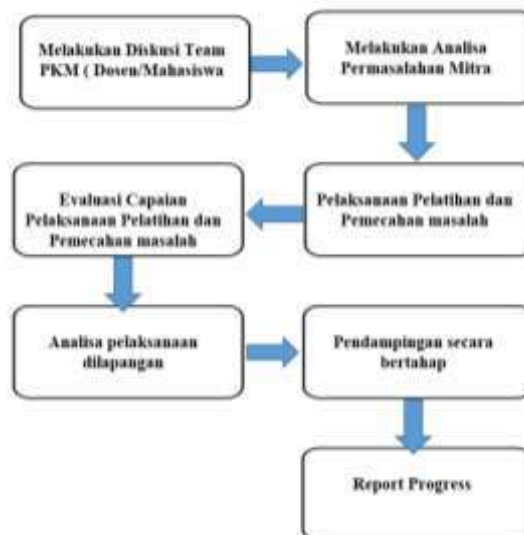 Melakukan Diskusi Team
PKM ( Dosen/Mahasiswa
Melakukan Analisa
Permasalahan Mitra
Pelaksanaan Pelatihan dan
Pemecahan masalah
Evaluasi Capaian
Pelaksanaan Pelatihan dan
Pemecahan masalah
Analisa pelaksanaan
dilapangan
Pendampingan secara
bertahap
Report Progress